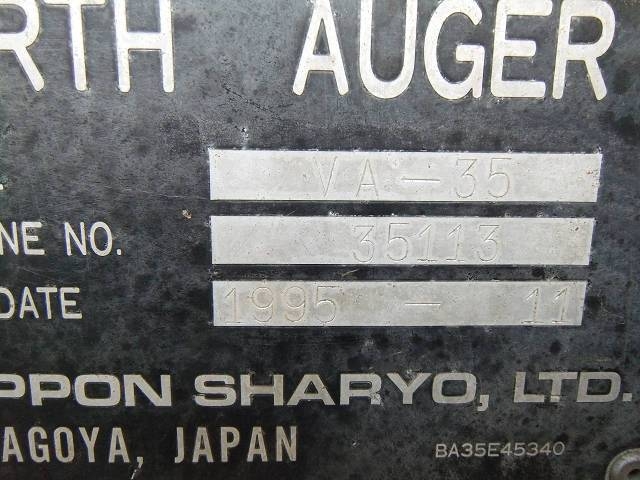 RTH AUGER
VA-35
NE NO. 35113
DATE 1995 - 11
PPON SHARYO, LTD.
AGOYA, JAPAN BA35E45340